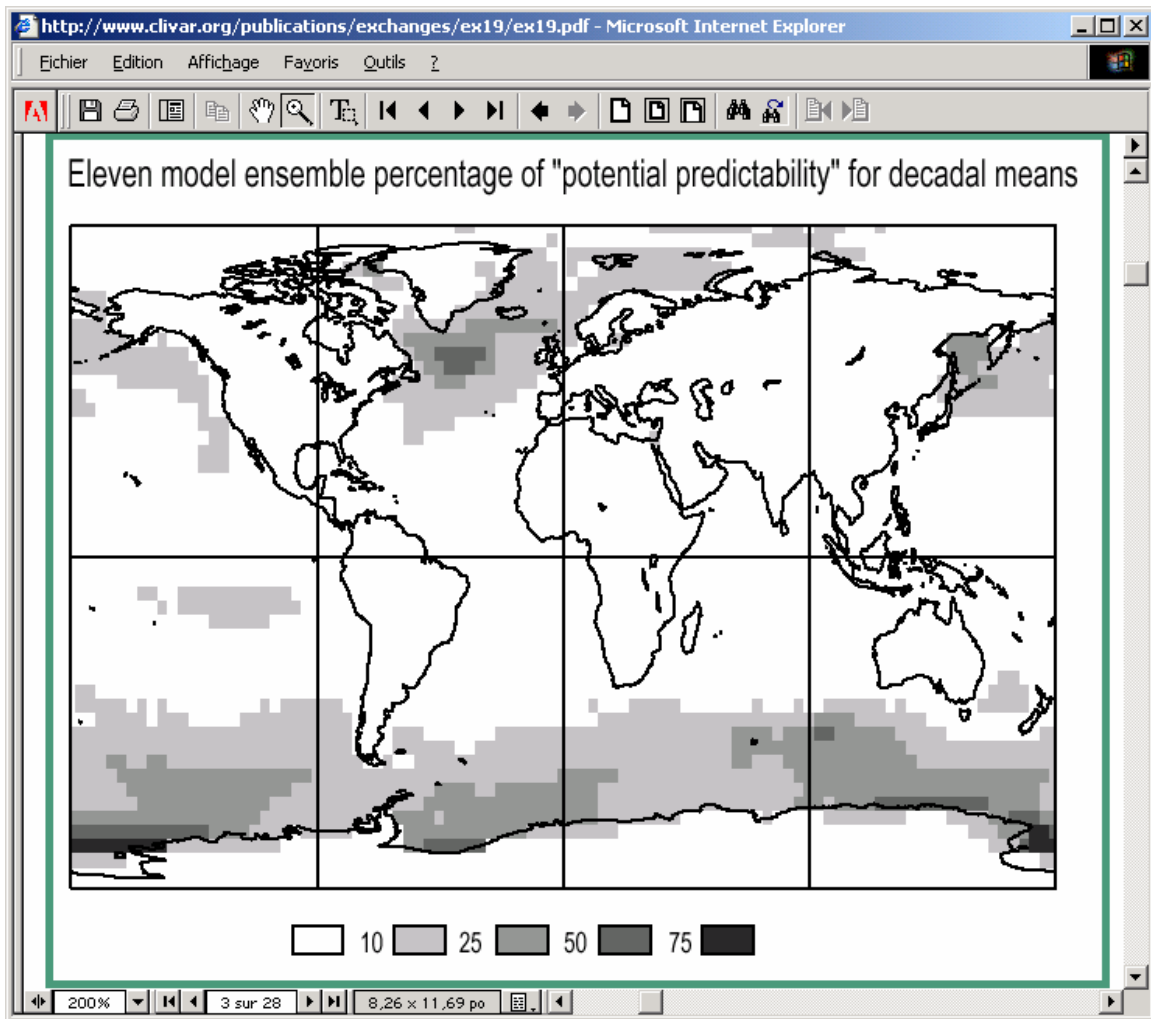 http://www.clivar.org/publications/exchanges/ex19/ex19.pdf - Microsoft Internet Explorer
Fichier Edition Affichage Favoris Outils ?
Eleven model ensemble percentage of "potential predictability" for decadal means
10 25 50 75
200% 3 sur 28 8,26 x 11,69 po